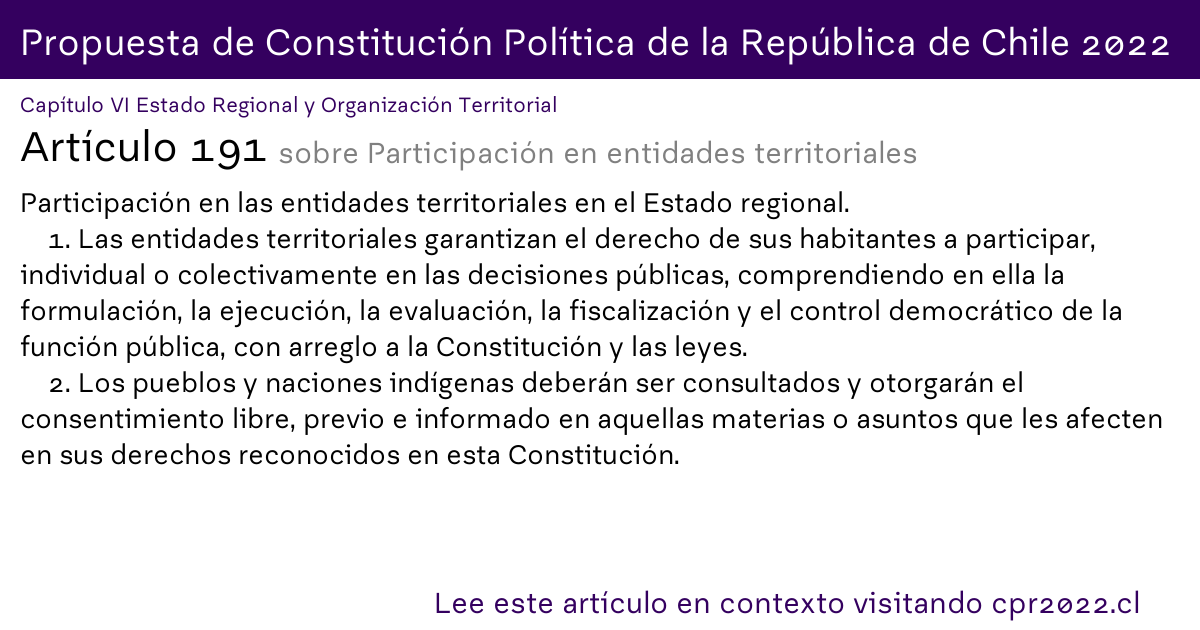 Propuesta de Constitución Política de la República de Chile 2022
Capítulo VI Estado Regional y Organización Territorial
Artículo 191 sobre Participación en entidades territoriales
Participación en las entidades territoriales en el Estado regional.
1. Las entidades territoriales garantizan el derecho de sus habitantes a participar,
individual o colectivamente en las decisiones públicas, comprendiendo en ella la
formulación, la ejecución, la evaluación, la fiscalización y el control democrático de la
función pública, con arreglo a la Constitución y las leyes.
2. Los pueblos y naciones indígenas deberán ser consultados y otorgarán el
consentimiento libre, previo e informado en aquellas materias o asuntos que les afecten
en sus derechos reconocidos en esta Constitución.
Lee este artículo en contexto visitando cpr2022.cl